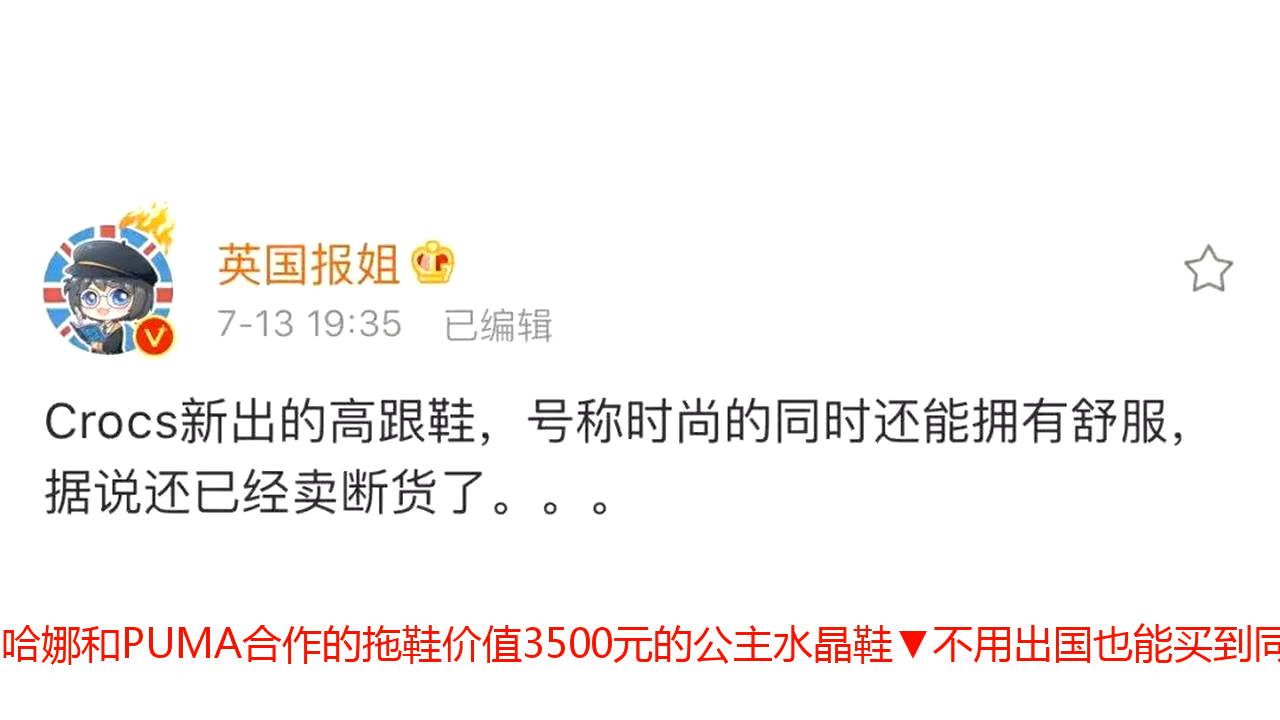 英国报姐
7-13 19:35 已编辑
Crocs新出的高跟鞋，号称时尚的同时还能拥有舒服，
据说还已经卖断货了。。。
哈娜和PUMA合作的拖鞋价值3500元的公主水晶鞋▼不用出国也能买到同